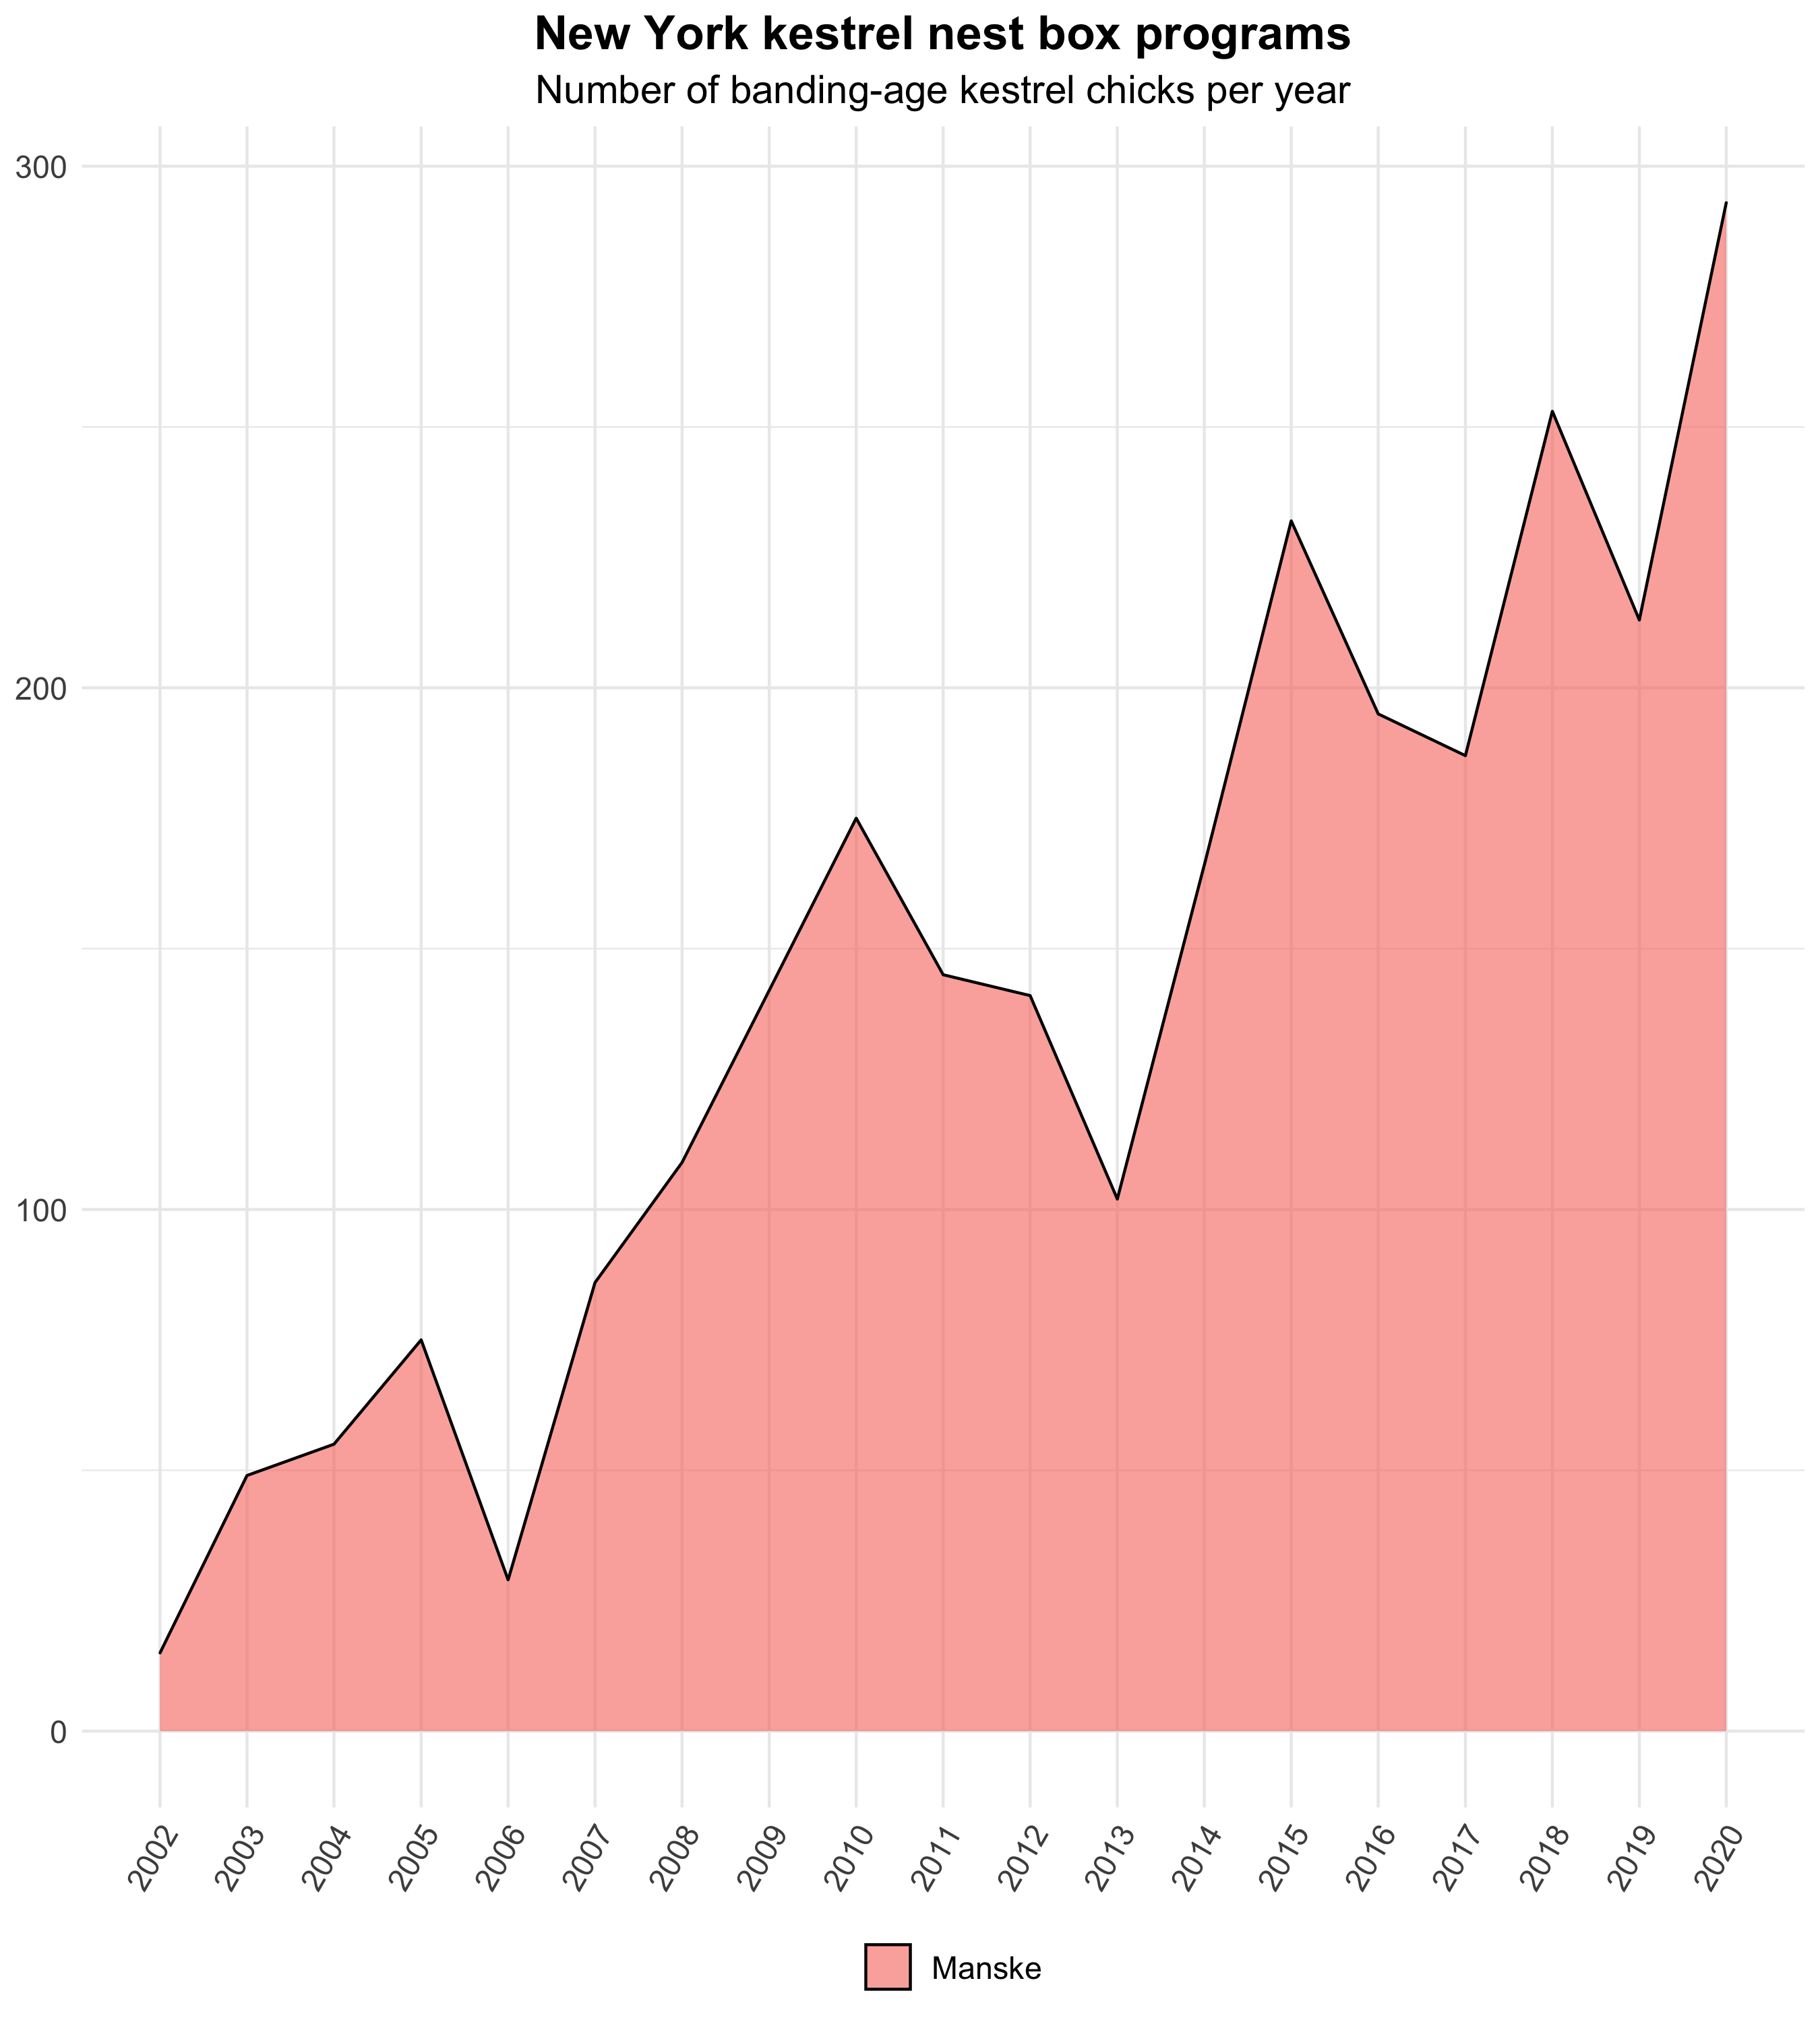 New York kestrel nest box programs
Number of banding-age kestrel chicks per year
300
200
100
0
2002 2003 2004 2005 2006 2007 2008 2009 2010 2011 2012 2013 2014 2015 2016 2017 2018 2019 2020
Manske